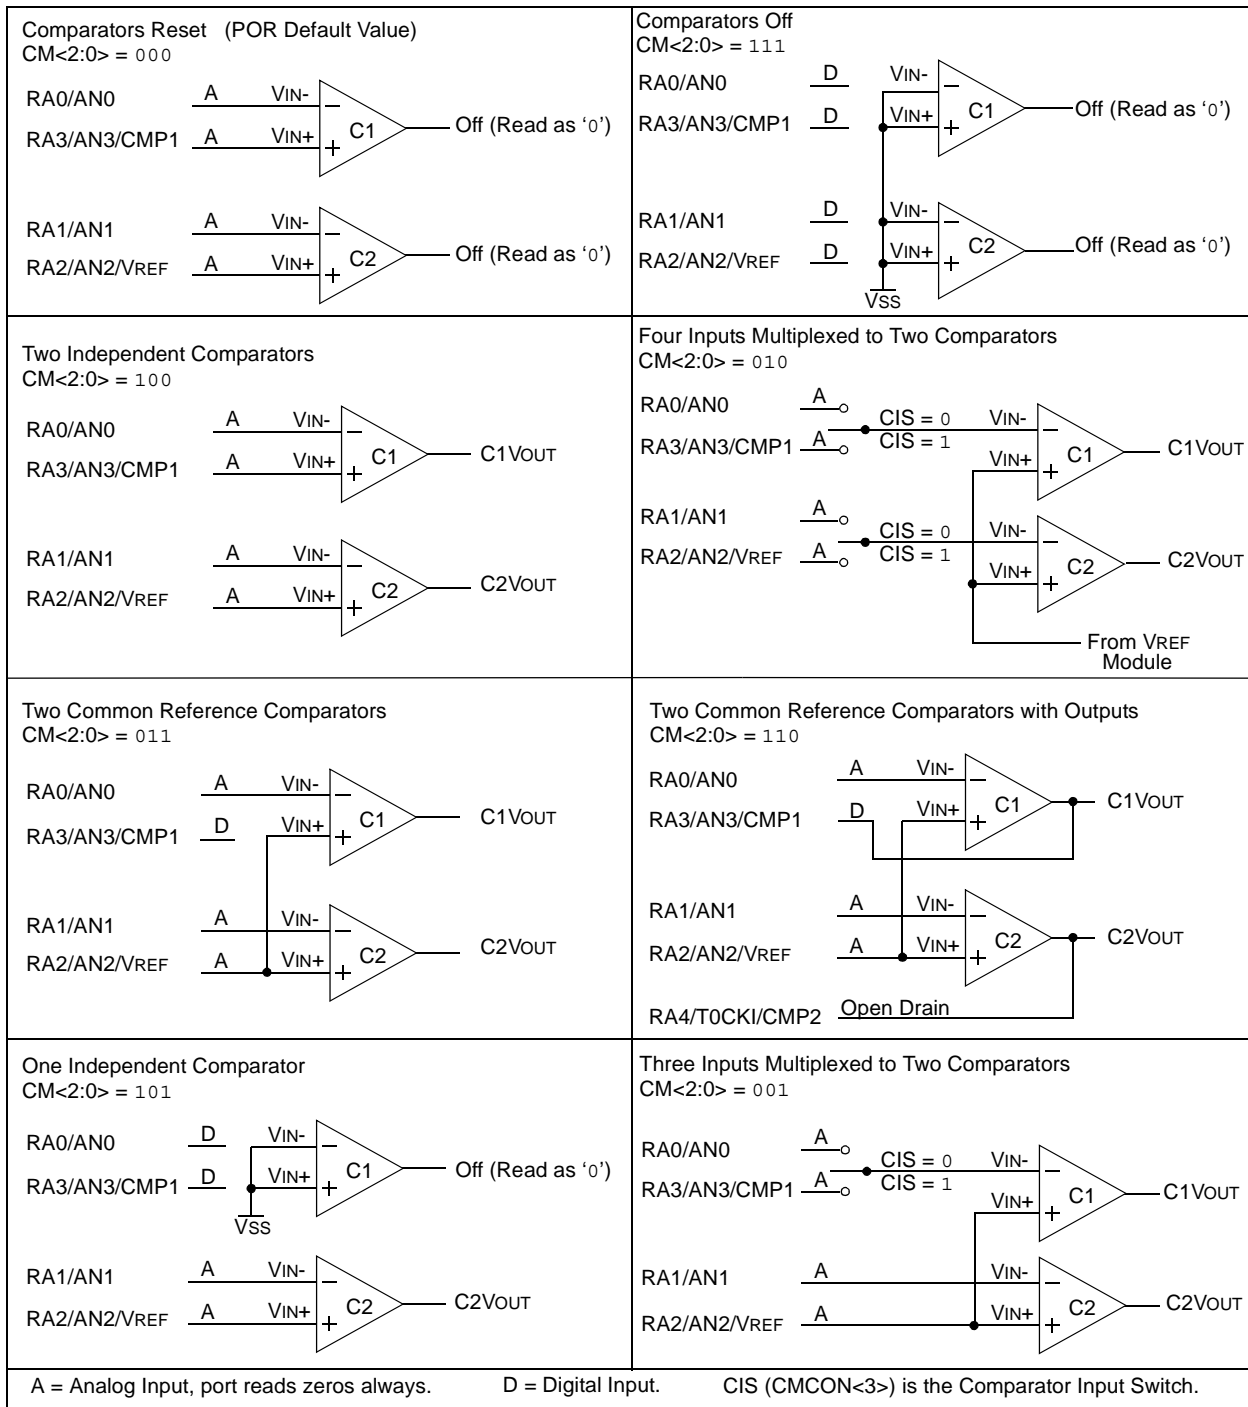 Comparators Reset (POR Default Value)
CM<2:0> = 000
RA0/AN0 A VIN- −
RA3/AN3/CMP1 A VIN+ + C1 Off (Read as ‘0’)
RA1/AN1 A VIN- −
RA2/AN2/VREF A VIN+ + C2 Off (Read as ‘0’)
Comparators Off
CM<2:0> = 111
RA0/AN0 D VIN- −
RA3/AN3/CMP1 D VIN+ + C1 Off (Read as ‘0’)
RA1/AN1 D VIN- −
RA2/AN2/VREF D VIN+ + C2 Off (Read as ‘0’)
VSS
Two Independent Comparators
CM<2:0> = 100
RA0/AN0 A VIN- −
RA3/AN3/CMP1 A VIN+ + C1 C1VOUT
RA1/AN1 A VIN- −
RA2/AN2/VREF A VIN+ + C2 C2VOUT
Four Inputs Multiplexed to Two Comparators
CM<2:0> = 010
RA0/AN0 A CIS = 0 VIN- −
RA3/AN3/CMP1 A CIS = 1 VIN+ + C1 C1VOUT
RA1/AN1 A CIS = 0 VIN- −
RA2/AN2/VREF A CIS = 1 VIN+ + C2 C2VOUT
From VREF
Module
Two Common Reference Comparators
CM<2:0> = 011
RA0/AN0 A VIN- −
RA3/AN3/CMP1 D VIN+ + C1 C1VOUT
RA1/AN1 A VIN- −
RA2/AN2/VREF A VIN+ + C2 C2VOUT
Two Common Reference Comparators with Outputs
CM<2:0> = 110
RA0/AN0 A VIN- −
RA3/AN3/CMP1 D VIN+ + C1 C1VOUT
RA1/AN1 A VIN- −
RA2/AN2/VREF A VIN+ + C2 C2VOUT
RA4/T0CKI/CMP2 Open Drain
One Independent Comparator
CM<2:0> = 101
RA0/AN0 D VIN- −
RA3/AN3/CMP1 D VIN+ + C1 Off (Read as ‘0’)
VSS
RA1/AN1 A VIN- −
RA2/AN2/VREF A VIN+ + C2 C2VOUT
Three Inputs Multiplexed to Two Comparators
CM<2:0> = 001
RA0/AN0 A CIS = 0 VIN- −
RA3/AN3/CMP1 A CIS = 1 VIN+ + C1 C1VOUT
RA1/AN1 A VIN- −
RA2/AN2/VREF A VIN+ + C2 C2VOUT
A = Analog Input, port reads zeros always. D = Digital Input. CIS (CMCON<3>) is the Comparator Input Switch.